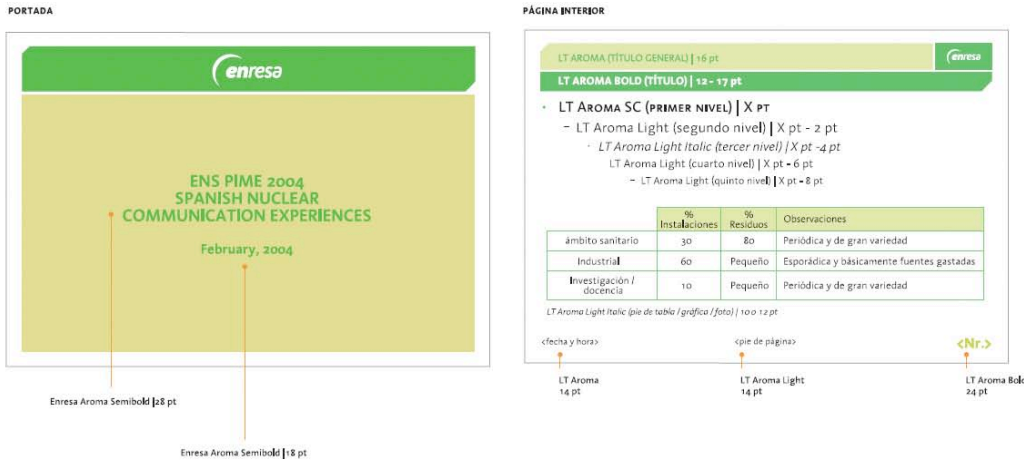 PORTADA
enresa
ENS PIME 2004
SPANISH NUCLEAR
COMMUNICATION EXPERIENCES
February, 2004
Enresa Aroma Semibold | 28 pt
Enresa Aroma Semibold | 18 pt
PÁGINA INTERIOR
LT AROMA (TÍTULO GENERAL) | 16 pt
enresa
LT AROMA BOLD (TÍTULO) | 12 - 17 pt
· LT AROMA SC (PRIMER NIVEL) | X PT
– LT Aroma Light (segundo nivel) | X pt - 2 pt
· LT Aroma Light Italic (tercer nivel) | X pt -4 pt
LT Aroma Light (cuarto nivel) | X pt - 6 pt
– LT Aroma Light (quinto nivel) | X pt - 8 pt
% Instalaciones % Residuos Observaciones
ámbito sanitario 30 80 Periódica y de gran variedad
Industrial 60 Pequeño Esporádica y básicamente fuentes gastadas
Investigación / docencia 10 Pequeño Periódica y de gran variedad
LT Aroma Light Italic (pie de tabla / gráfica / foto) | 10 o 12 pt
<fecha y hora> <pie de página> <Nr.>
LT Aroma
14 pt
LT Aroma Light
14 pt
LT Aroma Bold
24 pt